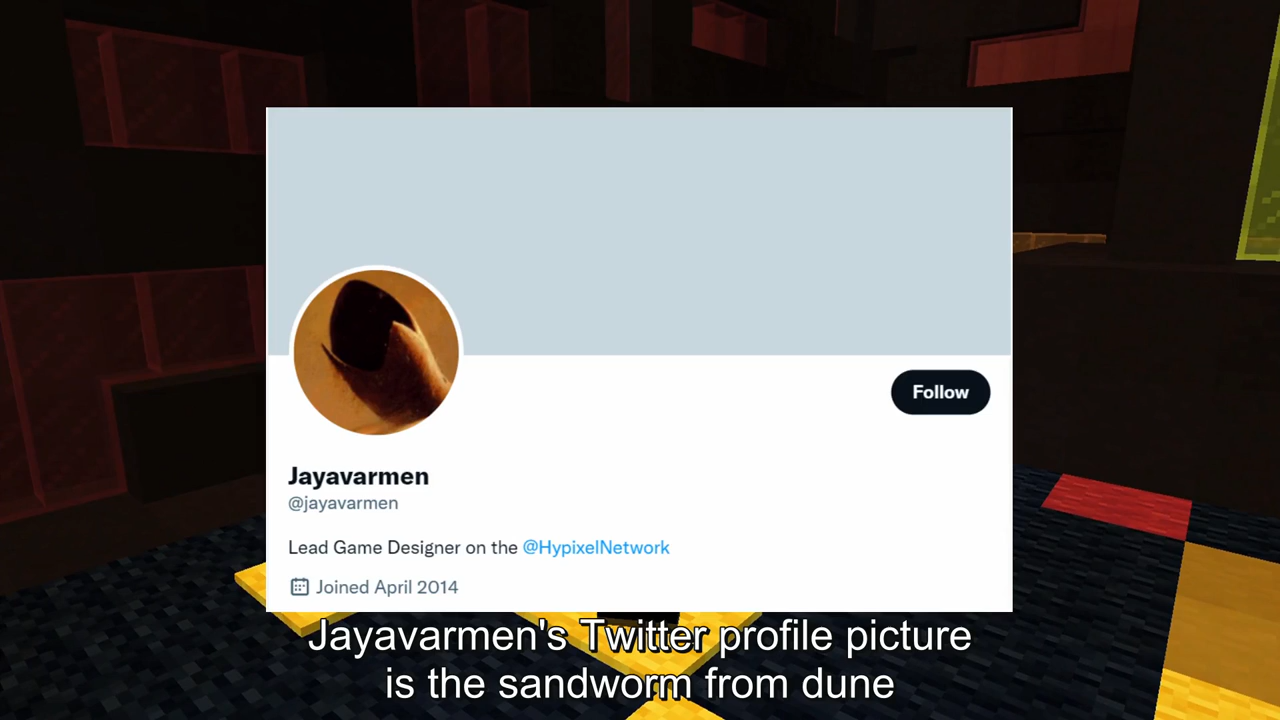 Follow
Jayavarmen
@jayavarmen
Lead Game Designer on the @HypixelNetwork
Joined April 2014
Jayavarmen's Twitter profile picture
is the sandworm from dune